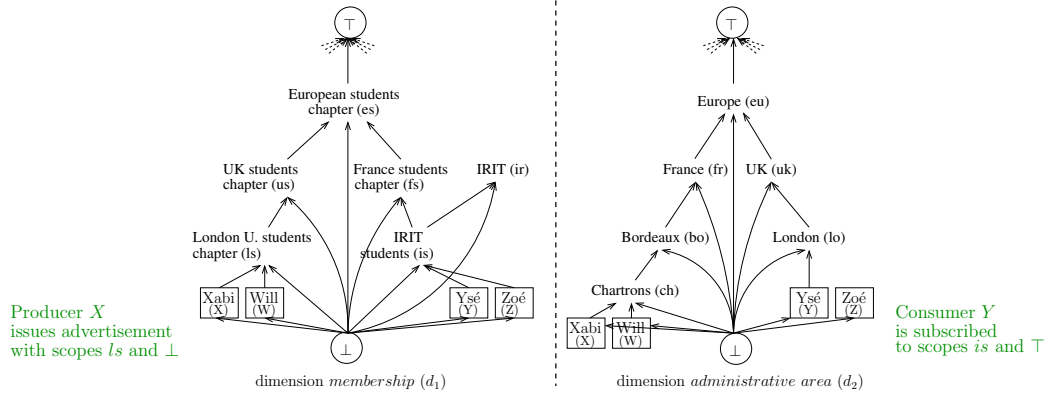 ⊤
European students
chapter (es)
UK students
chapter (us)
France students
chapter (fs)
IRIT (ir)
London U. students
chapter (ls)
IRIT
students (is)
Xabi
(X)
Will
(W)
Ysé
(Y)
Zoé
(Z)
⊥
dimension membership (d₁)
Producer X
issues advertisement
with scopes ls and ⊥
⊤
Europe (eu)
France (fr)
UK (uk)
Bordeaux (bo)
London (lo)
Chartrons (ch)
Xabi
(X)
Will
(W)
Ysé
(Y)
Zoé
(Z)
⊥
dimension administrative area (d₂)
Consumer Y
is subscribed
to scopes is and ⊤